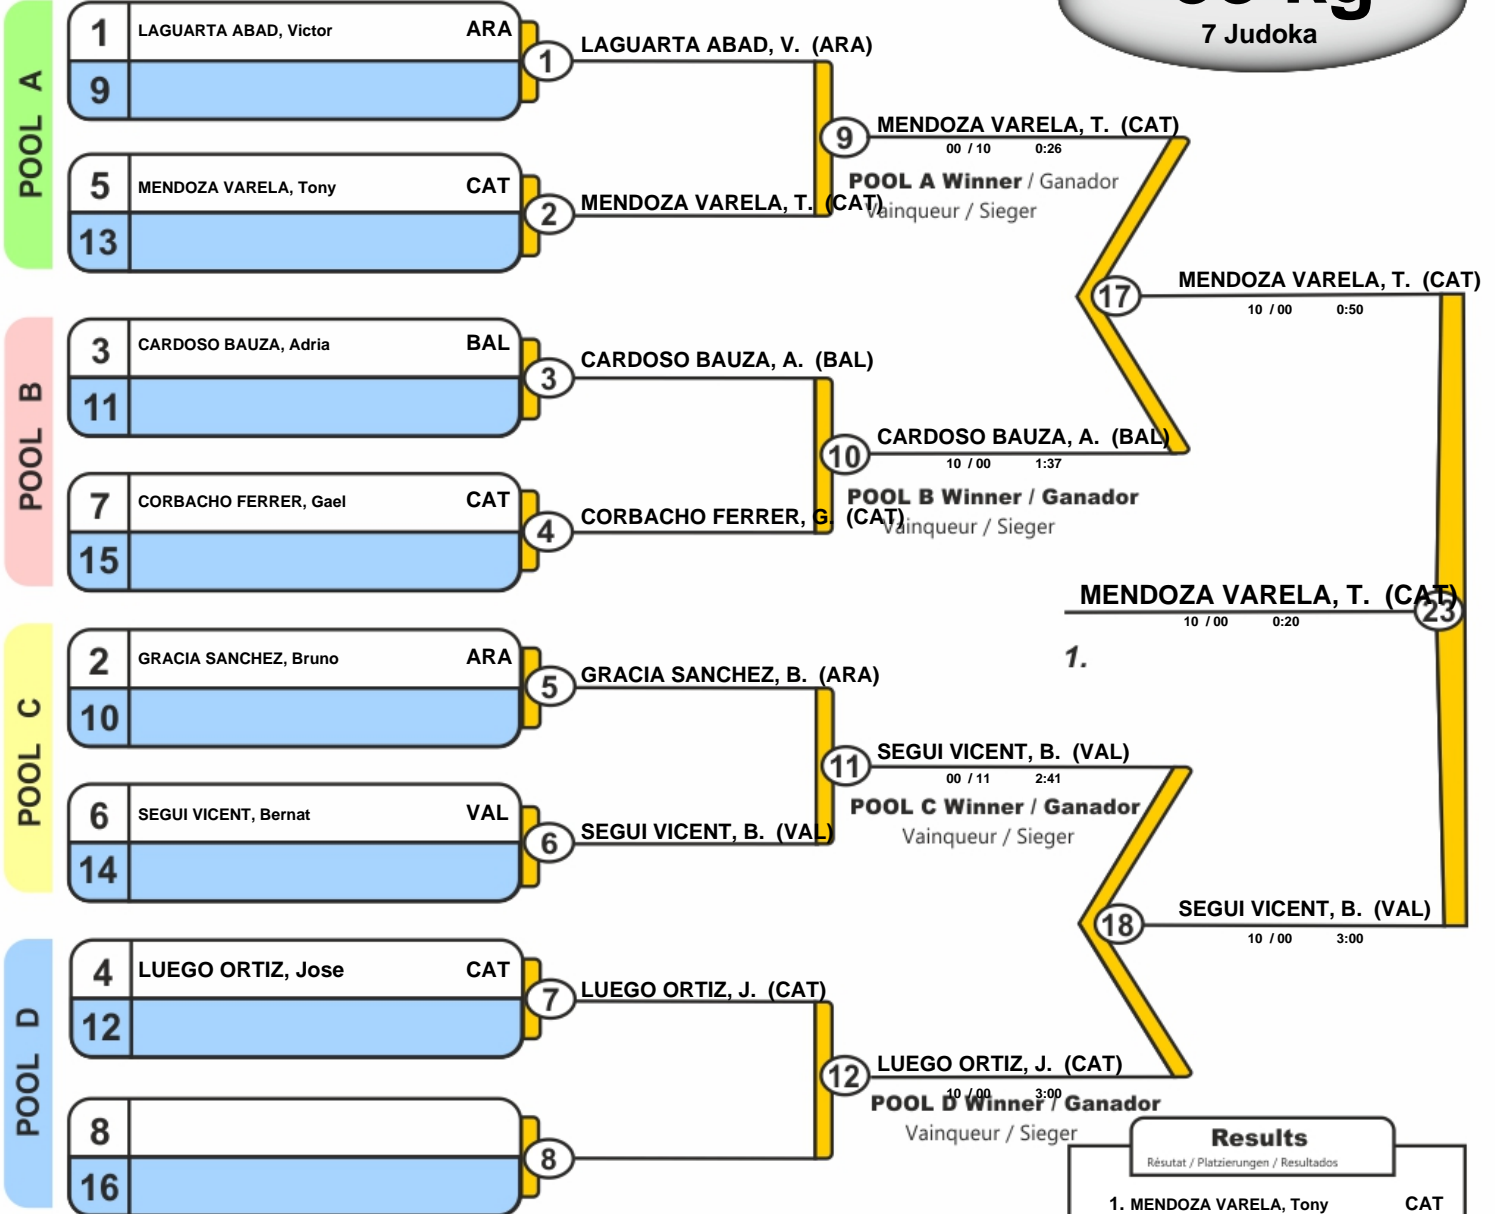 kg
7 Judoka
POOL A
1 LAGUARTA ABAD, Victor ARA
9
5 MENDOZA VARELA, Tony CAT
13
1 LAGUARTA ABAD, V. (ARA)
2 MENDOZA VARELA, T. (CAT)
9 MENDOZA VARELA, T. (CAT)
00 / 10 0:26
POOL A Winner / Ganador
Vainqueur / Sieger
POOL B
3 CARDOSO BAUZA, Adria BAL
11
7 CORBACHO FERRER, Gael CAT
15
3 CARDOSO BAUZA, A. (BAL)
4 CORBACHO FERRER, G. (CAT)
10 CARDOSO BAUZA, A. (BAL)
10 / 00 1:37
POOL B Winner / Ganador
Vainqueur / Sieger
17 MENDOZA VARELA, T. (CAT)
10 / 00 0:50
MENDOZA VARELA, T. (CAT) 23
10 / 00 0:20
1.
POOL C
2 GRACIA SANCHEZ, Bruno ARA
10
6 SEGUI VICENT, Bernat VAL
14
5 GRACIA SANCHEZ, B. (ARA)
6 SEGUI VICENT, B. (VAL)
11 SEGUI VICENT, B. (VAL)
00 / 11 2:41
POOL C Winner / Ganador
Vainqueur / Sieger
18 SEGUI VICENT, B. (VAL)
10 / 00 3:00
POOL D
4 LUEGO ORTIZ, Jose CAT
12
8
16
7 LUEGO ORTIZ, J. (CAT)
8
12 LUEGO ORTIZ, J. (CAT)
10 / 00 3:00
POOL D Winner / Ganador
Vainqueur / Sieger
Results
Résutat / Platzierungen / Resultados
1. MENDOZA VARELA, Tony CAT